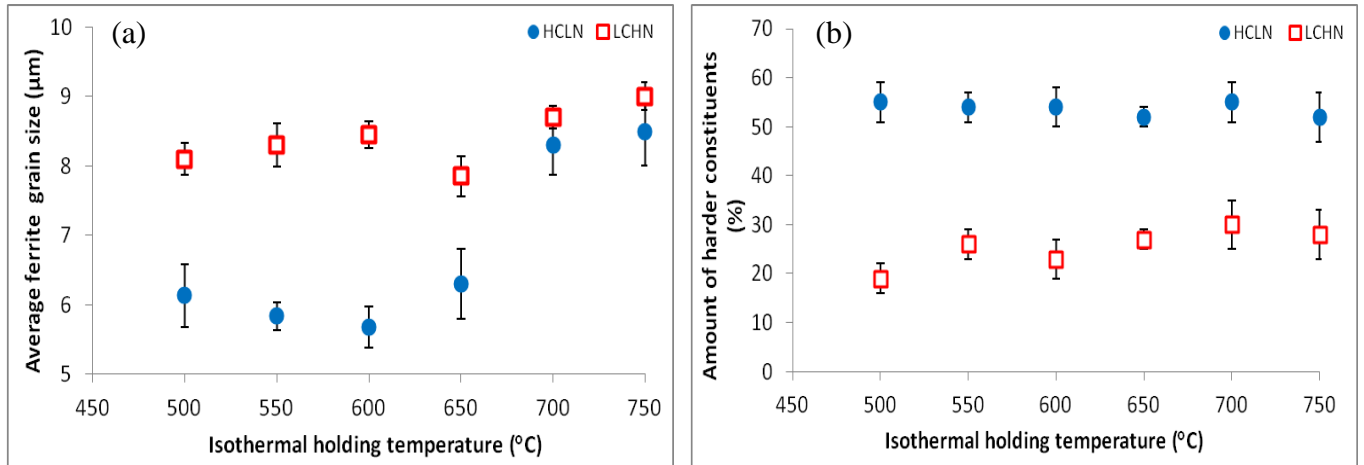 (a)
HCLN LCHN
10
9
8
7
6
5
Average ferrite grain size (µm)
450 500 550 600 650 700 750
Isothermal holding temperature (°C)
(b)
HCLN LCHN
70
60
50
40
30
20
10
0
Amount of harder constituents
(%)
450 500 550 600 650 700 750
Isothermal holding temperature (°C)